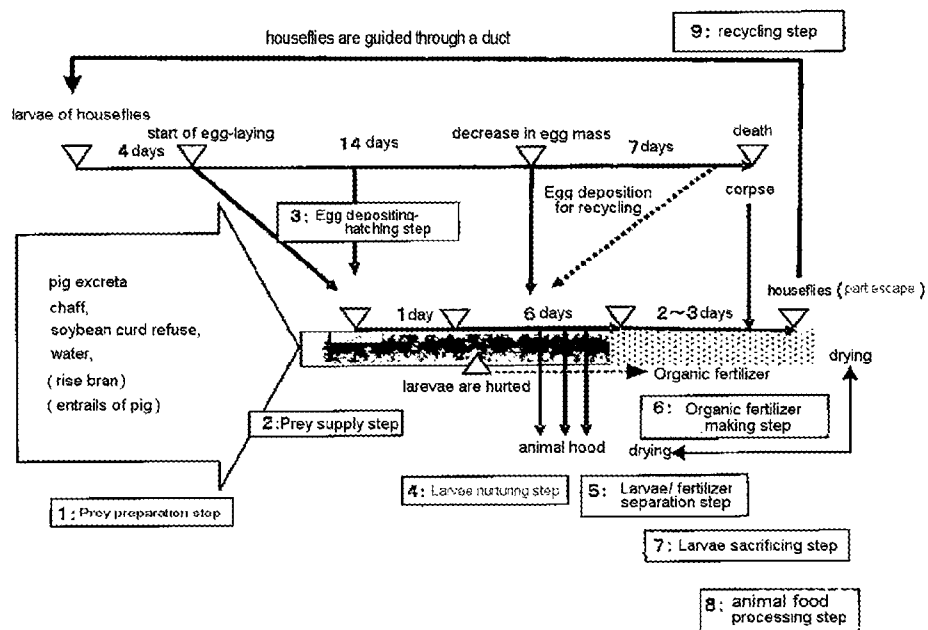 9: recycling step
houseflies are guided through a duct
larvae of houseflies
start of egg-laying
decrease in egg mass
death
4 days
14 days
7 days
corpse
Egg deposition
for recycling
3: Egg depositing-
hatching step
houseflies (part escape)
pig excreta
chaff,
soybean curd refuse,
water,
(rise bran)
(entrails of pig)
1 day
6 days
2~3 days
drying
larevae are hurted
Organic fertilizer
2: Prey supply step
6: Organic fertilizer
making step
animal hood
drying
4: Larvae nurturing step
5: Larvae/ fertilizer
separation step
1: Prey preparation step
7: Larvae sacrificing step
8: animal food
processing step